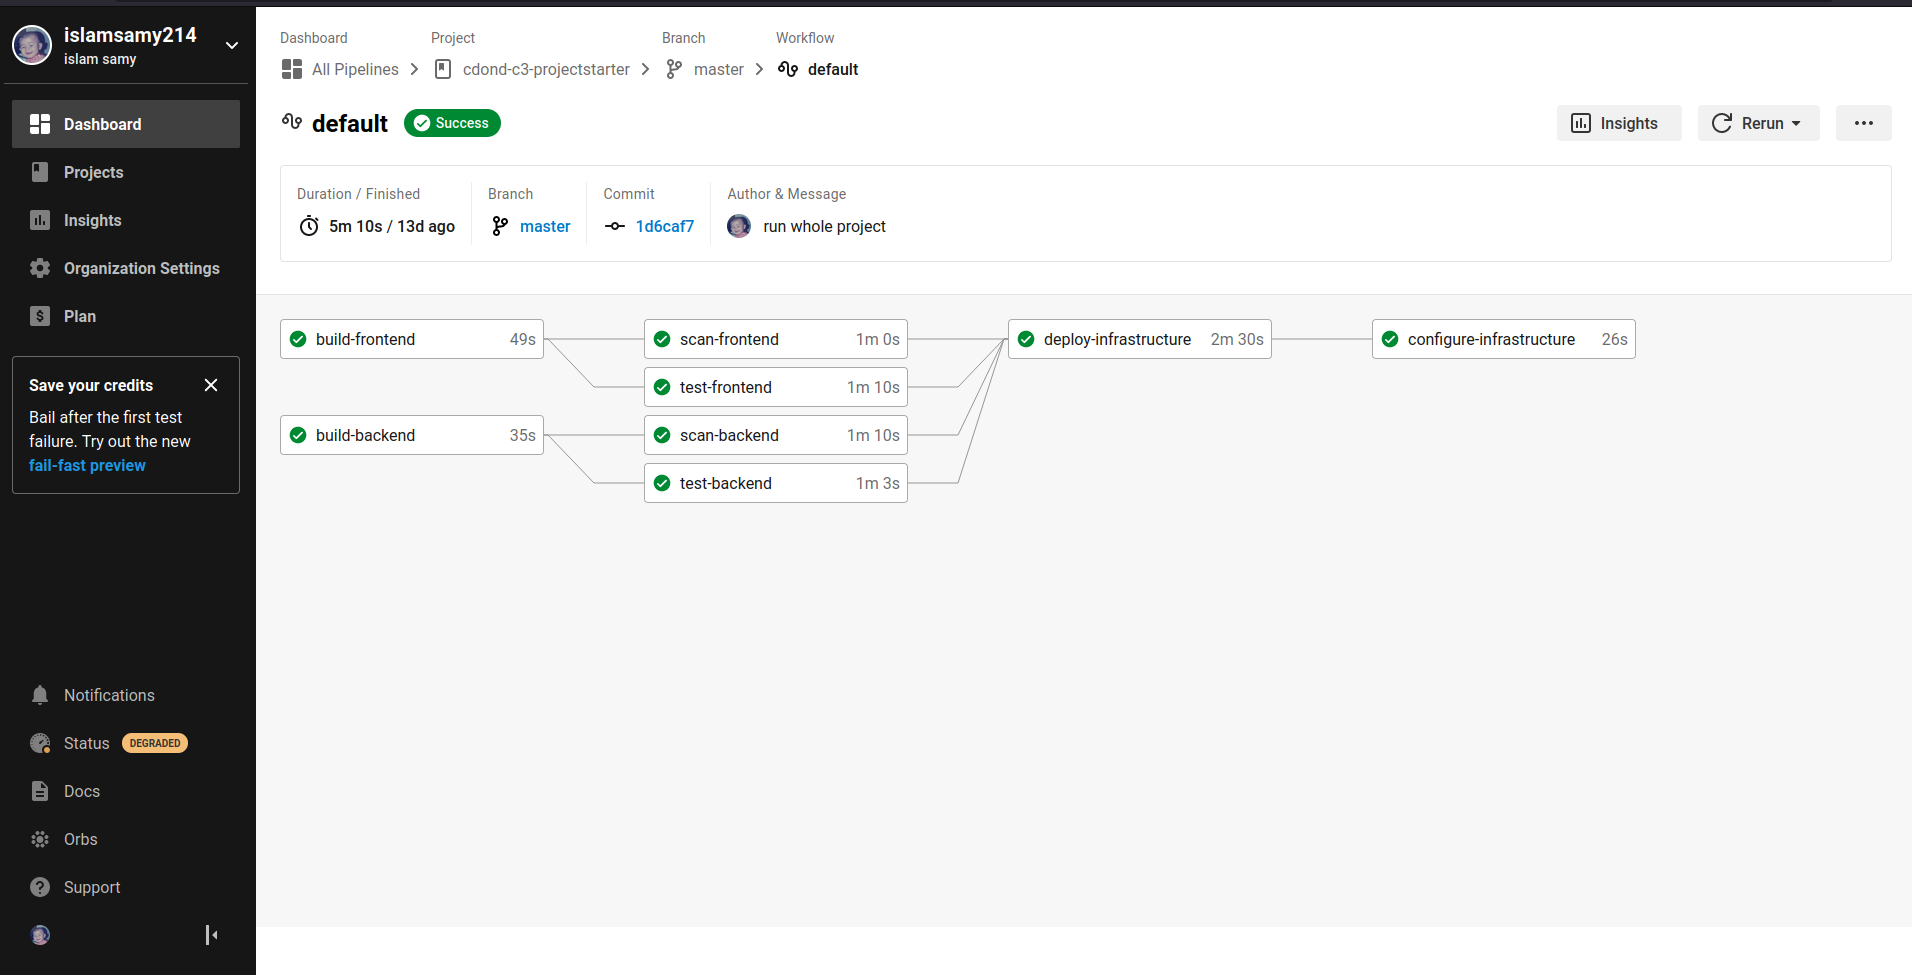 islamsamy214
islam samy
Dashboard
Projects
Insights
Organization Settings
Plan
Save your credits
Bail after the first test
failure. Try out the new
fail-fast preview
Notifications
Status DEGRADED
Docs
Orbs
Support
Dashboard Project Branch Workflow
All Pipelines cdond-c3-projectstarter master default
default Success Insights Rerun
Duration / Finished Branch Commit Author & Message
5m 10s / 13d ago master 1d6caf7 run whole project
build-frontend 49s scan-frontend 1m 0s deploy-infrastructure 2m 30s configure-infrastructure 26s
test-frontend 1m 10s
build-backend 35s scan-backend 1m 10s
test-backend 1m 3s